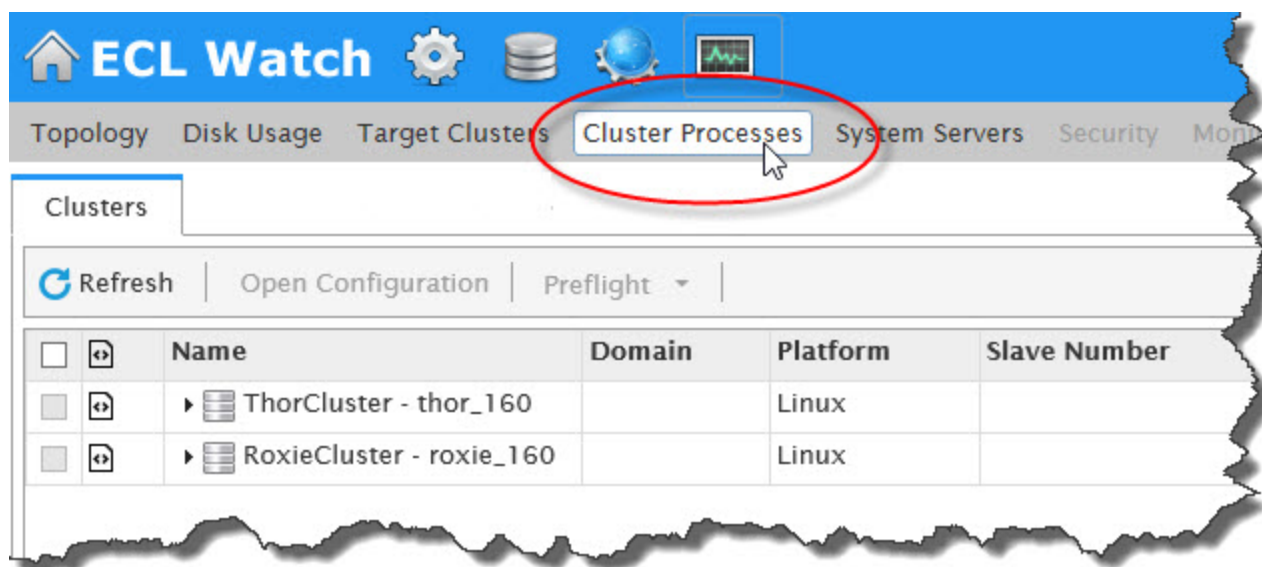 ECL Watch
Topology Disk Usage Target Clusters Cluster Processes System Servers Security
Clusters
Refresh Open Configuration Preflight
Name Domain Platform Slave Number
ThorCluster - thor_160 Linux
RoxieCluster - roxie_160 Linux